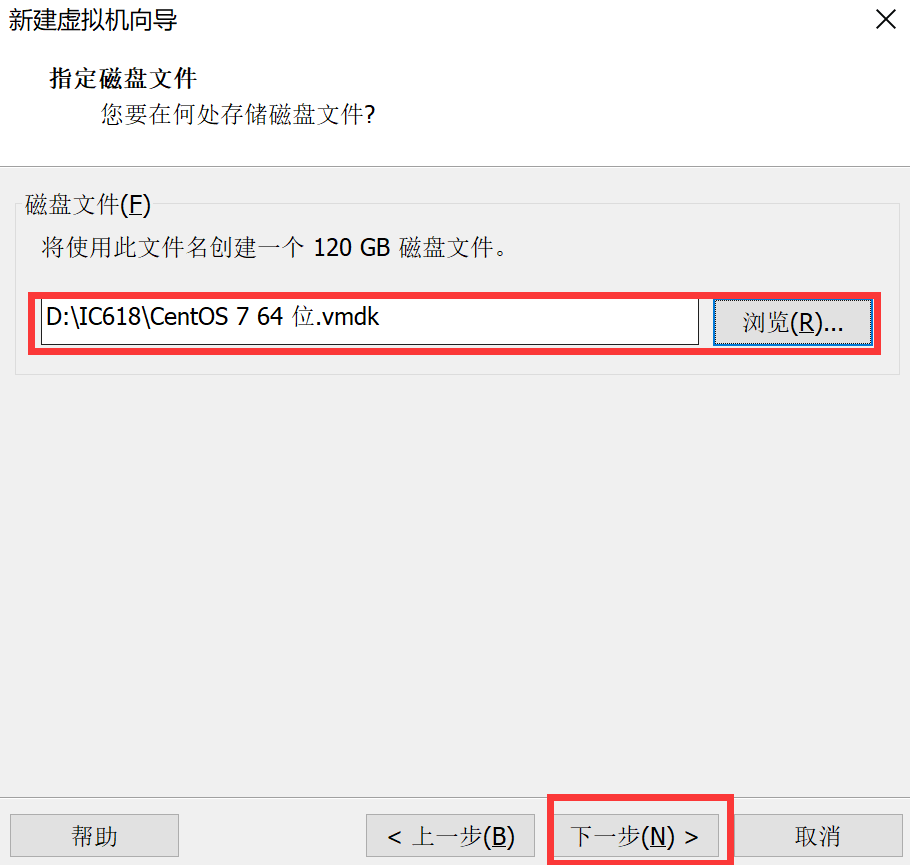 新建虚拟机向导
指定磁盘文件
您要在何处存储磁盘文件?
磁盘文件(F)
将使用此文件名创建一个 120 GB 磁盘文件。
D:\IC618\CentOS 7 64 位.vmdk
浏览(R)...
帮助
< 上一步(B)
下一步(N) >
取消